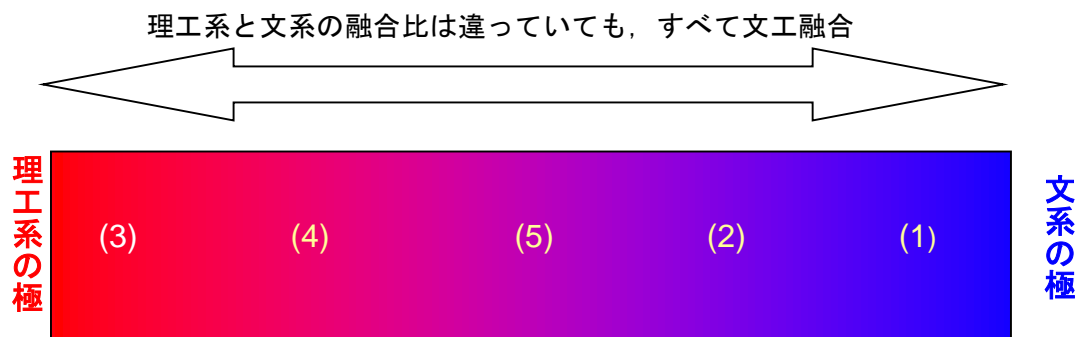 理工系と文系の融合比は違っていても，すべて文工融合
理工系の極
(3) (4) (5) (2) (1)
文系の極